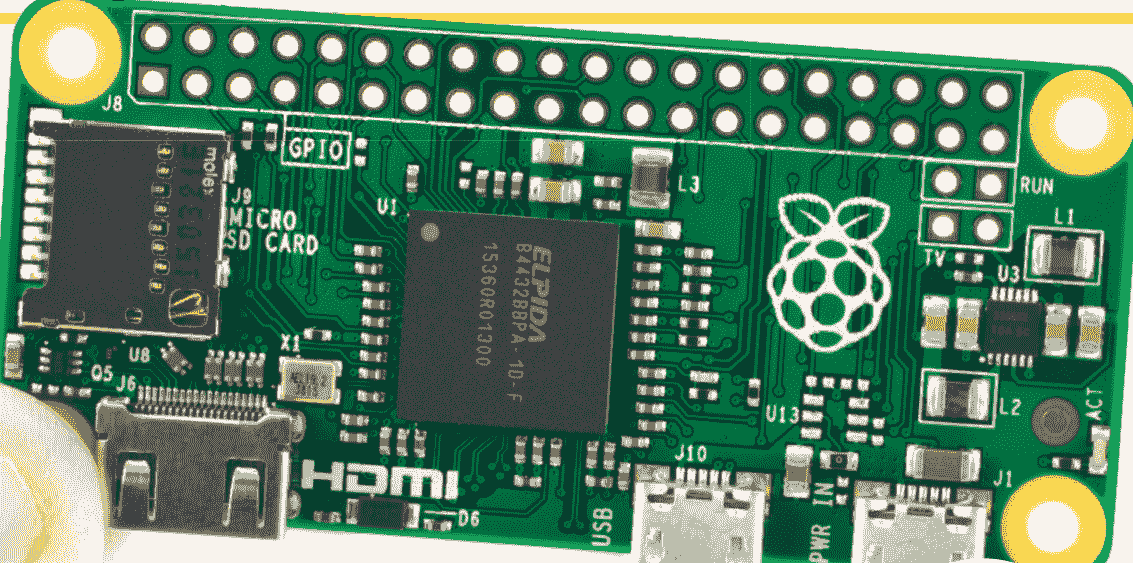 J8
GPIO
molex
J9
MICRO
SD CARD
U1
L3
RUN
TV
L1
U3
ELPIDA
B4432BBPA-1D-F
15360R01300
U8
Q5
J6
X1
HDMI
D6
U13
L2
ACT
J10
J1
USB
PWR IN